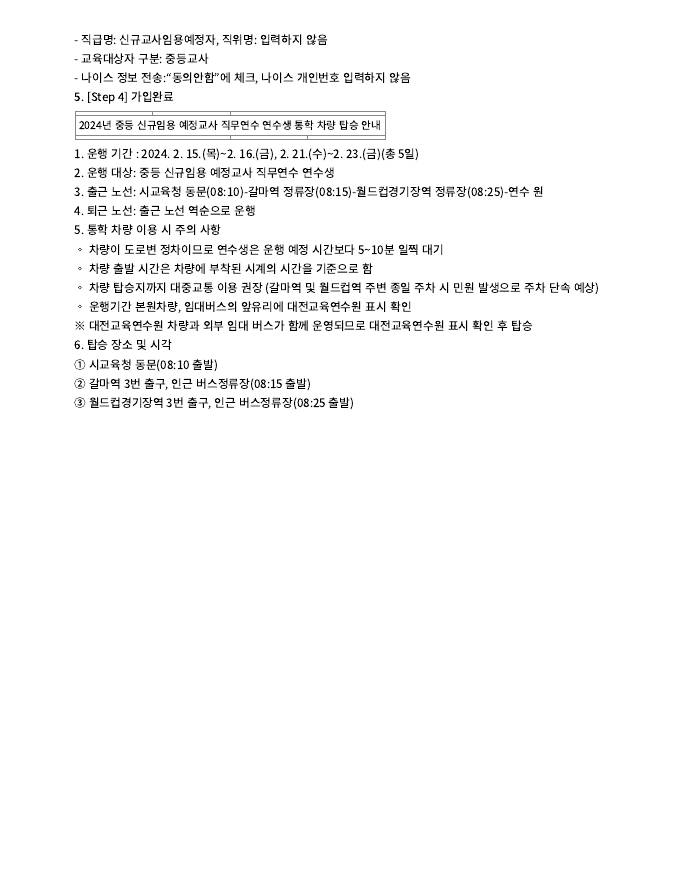 - 직급명: 신규교사임용예정자, 직위명: 입력하지 않음
- 교육대상자 구분: 중등교사
- 나이스 정보 전송:“동의안함”에 체크, 나이스 개인번호 입력하지 않음
5. [Step 4] 가입완료
2024년 중등 신규임용 예정교사 직무연수 연수생 통학 차량 탑승 안내
1. 운행 기간 : 2024. 2. 15.(목)~2. 16.(금), 2. 21.(수)~2. 23.(금)(총 5일)
2. 운행 대상: 중등 신규임용 예정교사 직무연수 연수생
3. 출근 노선: 시교육청 동문(08:10)-갈마역 정류장(08:15)-월드컵경기장역 정류장(08:25)-연수 원
4. 퇴근 노선: 출근 노선 역순으로 운행
5. 통학 차량 이용 시 주의 사항
◦ 차량이 도로변 정차이므로 연수생은 운행 예정 시간보다 5~10분 일찍 대기
◦ 차량 출발 시간은 차량에 부착된 시계의 시간을 기준으로 함
◦ 차량 탑승지까지 대중교통 이용 권장 (갈마역 및 월드컵역 주변 종일 주차 시 민원 발생으로 주차 단속 예상)
◦ 운행기간 본원차량, 임대버스의 앞유리에 대전교육연수원 표시 확인
※ 대전교육연수원 차량과 외부 임대 버스가 함께 운영되므로 대전교육연수원 표시 확인 후 탑승
6. 탑승 장소 및 시각
① 시교육청 동문(08:10 출발)
② 갈마역 3번 출구, 인근 버스정류장(08:15 출발)
③ 월드컵경기장역 3번 출구, 인근 버스정류장(08:25 출발)